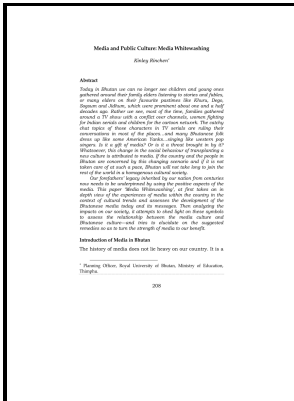 Media and Public Culture: Media Whitewashing
Kinley Rinchen*
Abstract
Today in Bhutan we can no longer see children and young ones
gathered around their family elders listening to stories and fables,
or many elders on their favourite pastimes like Khuru, Dego,
Soyoum and Jidhum, which were prominent about one and a half
decades ago. Rather we see, most of the time, families gathered
around a TV show with a conflict over channels, women fighting
for Indian serials and children for the cartoon network. The catchy
chat topics of those characters in TV serials are ruling their
conversations in most of the places...and many Bhutanese folk
dress up like some American Yanks...singing like western pop
singers. Is it a gift of media? Or is it a threat brought in by it?
Whatsoever, this change in the social behaviour of transplanting a
new culture is attributed to media, if the country and the people in
Bhutan are concerned by this changing scenario and if it is not
taken care of at such a pace, Bhutan will not take long to join the
rest of the world in a homogenous cultural society.
Our forefathers' legacy inherited by our nation from centuries
now needs to be underpinned by using the positive aspects of the
media. This paper 'Media Whitewashing', at first takes on in
depth view of the experiences of media within the country in the
context of cultural trends and assesses the development of the
Bhutanese media today and its messages. Then analyzing the
impacts on our society, it attempts to shed light on these symbols
to assess the relationship between the media culture and
Bhutanese culture—and tries to elucidate on the suggested
remedies so as to turn the strength of media to our benefit.
Introduction of Media in Bhutan
The history of media does not lie heavy on our country. It is a
* Planning Officer, Royal University of Bhutan, Ministry of Education,
Thimphu.
208